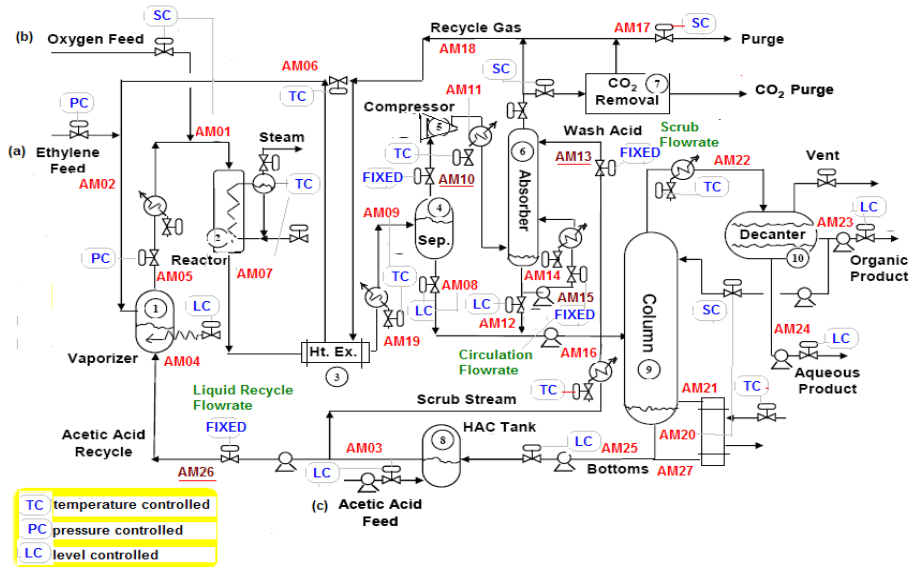 SC
(b)
Oxygen Feed
Recycle Gas
AM17
SC
AM18
Purge
AM06
SC
CO2
Removal
7
CO2 Purge
PC
TC
AM11
Compressor
5
Scrub
Flowrate
(a)
Ethylene
Feed
AM01
Steam
Wash Acid
6
TC
AM13
FIXED
AM22
Vent
AM02
FIXED
AM10
TC
TC
Absorber
AM09
4
Sep.
AM23
LC
Decanter
10
Organic
Product
2
Reactor
PC
AM05
AM07
TC
AM08
AM14
1
LC
LC
LC
AM15
AM12
FIXED
SC
Column
AM24
LC
AM19
Vaporizer
AM04
Ht. Ex.
3
Circulation
Flowrate
AM16
9
Aqueous
Product
Liquid Recycle
Flowrate
FIXED
Scrub Stream
TC
AM21
TC
Acetic Acid
Recycle
HAC Tank
8
LC
AM20
AM03
AM25
AM26
LC
Bottoms
AM27
(c)
Acetic Acid
Feed
TC temperature controlled
PC pressure controlled
LC level controlled